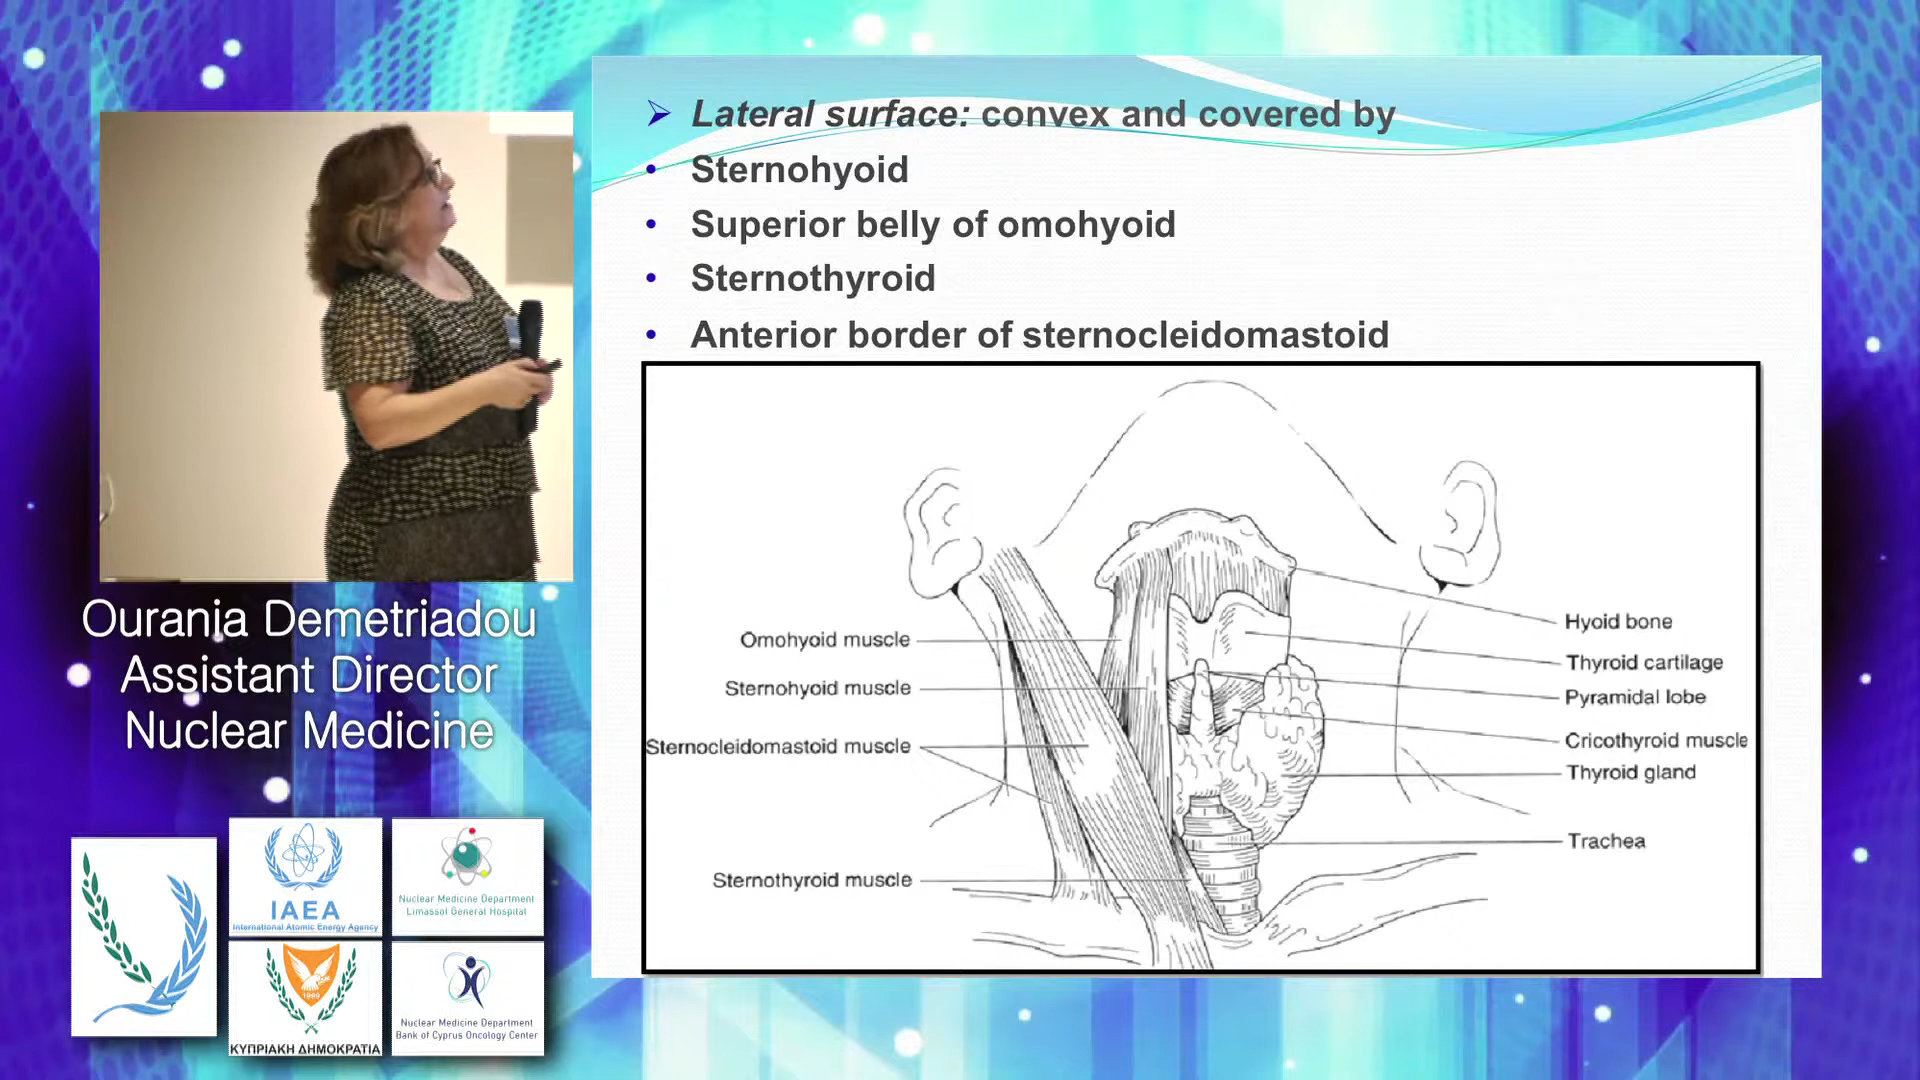 Lateral surface: convex and covered by
Sternohyoid
Superior belly of omohyoid
Sternothyroid
Anterior border of sternocleidomastoid
Omohyoid muscle
Sternohyoid muscle
Sternocleidomastoid muscle
Sternothyroid muscle
Hyoid bone
Thyroid cartilage
Pyramidal lobe
Cricothyroid muscle
Thyroid gland
Trachea
Ourania Demetriadou
Assistant Director
Nuclear Medicine
IAEA
International Atomic Energy Agency
Nuclear Medicine Department
Limassol General Hospital
1960
ΚΥΠΡΙΑΚΗ ΔΗΜΟΚΡΑΤΙΑ
Nuclear Medicine Department
Bank of Cyprus Oncology Center